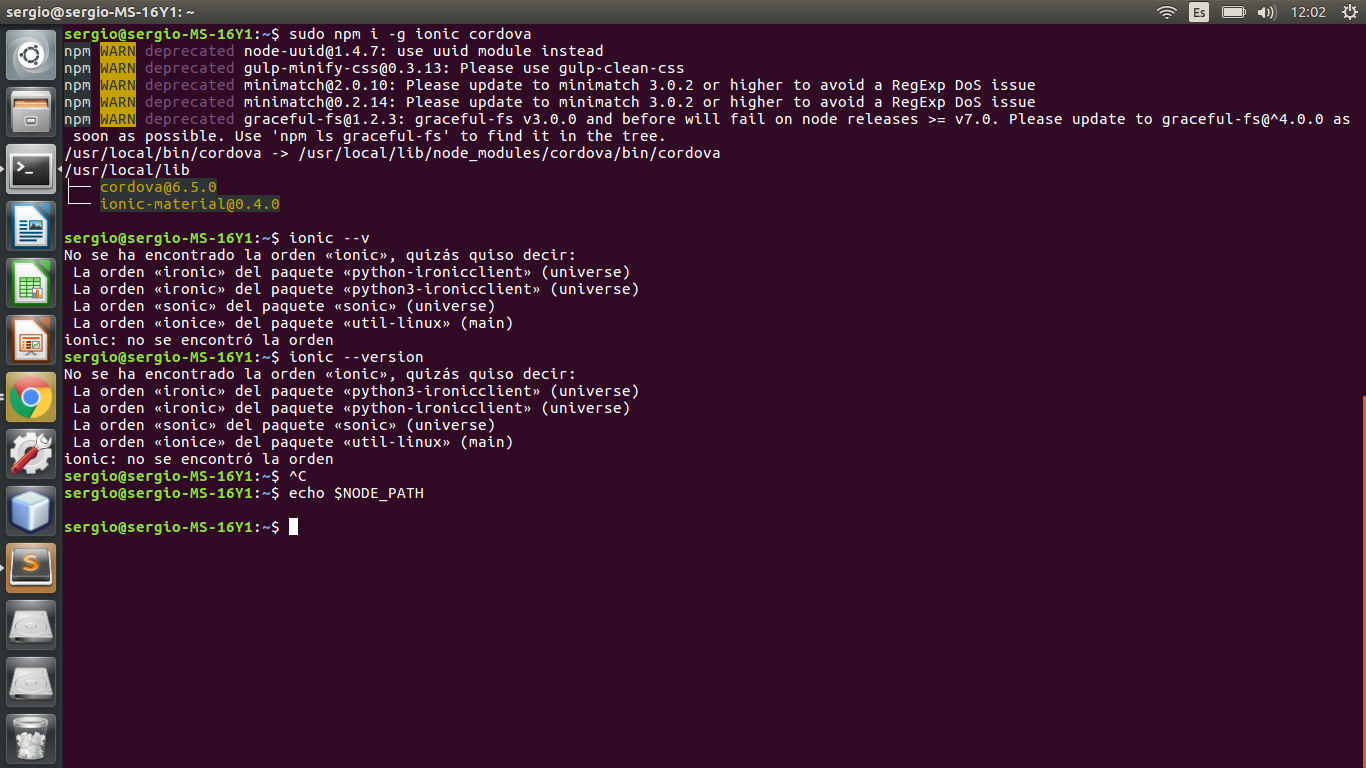 sergio@sergio-MS-16Y1: ~
Es
12:02
sergio@sergio-MS-16Y1:~$ sudo npm i -g ionic cordova
npm WARN deprecated node-uuid@1.4.7: use uuid module instead
npm WARN deprecated gulp-minify-css@0.3.13: Please use gulp-clean-css
npm WARN deprecated minimatch@2.0.10: Please update to minimatch 3.0.2 or higher to avoid a RegExp DoS issue
npm WARN deprecated minimatch@0.2.14: Please update to minimatch 3.0.2 or higher to avoid a RegExp DoS issue
npm WARN deprecated graceful-fs@1.2.3: graceful-fs v3.0.0 and before will fail on node releases >= v7.0. Please update to graceful-fs@^4.0.0 as
soon as possible. Use 'npm ls graceful-fs' to find it in the tree.
/usr/local/bin/cordova -> /usr/local/lib/node_modules/cordova/bin/cordova
/usr/local/lib
├── cordova@6.5.0
└── ionic-material@0.4.0
sergio@sergio-MS-16Y1:~$ ionic --v
No se ha encontrado la orden «ionic», quizás quiso decir:
La orden «ironic» del paquete «python-ironicclient» (universe)
La orden «ironic» del paquete «python3-ironicclient» (universe)
La orden «sonic» del paquete «sonic» (universe)
La orden «ionice» del paquete «util-linux» (main)
ionic: no se encontró la orden
sergio@sergio-MS-16Y1:~$ ionic --version
No se ha encontrado la orden «ionic», quizás quiso decir:
La orden «ironic» del paquete «python3-ironicclient» (universe)
La orden «ironic» del paquete «python-ironicclient» (universe)
La orden «sonic» del paquete «sonic» (universe)
La orden «ionice» del paquete «util-linux» (main)
ionic: no se encontró la orden
sergio@sergio-MS-16Y1:~$ ^C
sergio@sergio-MS-16Y1:~$ echo $NODE_PATH
sergio@sergio-MS-16Y1:~$